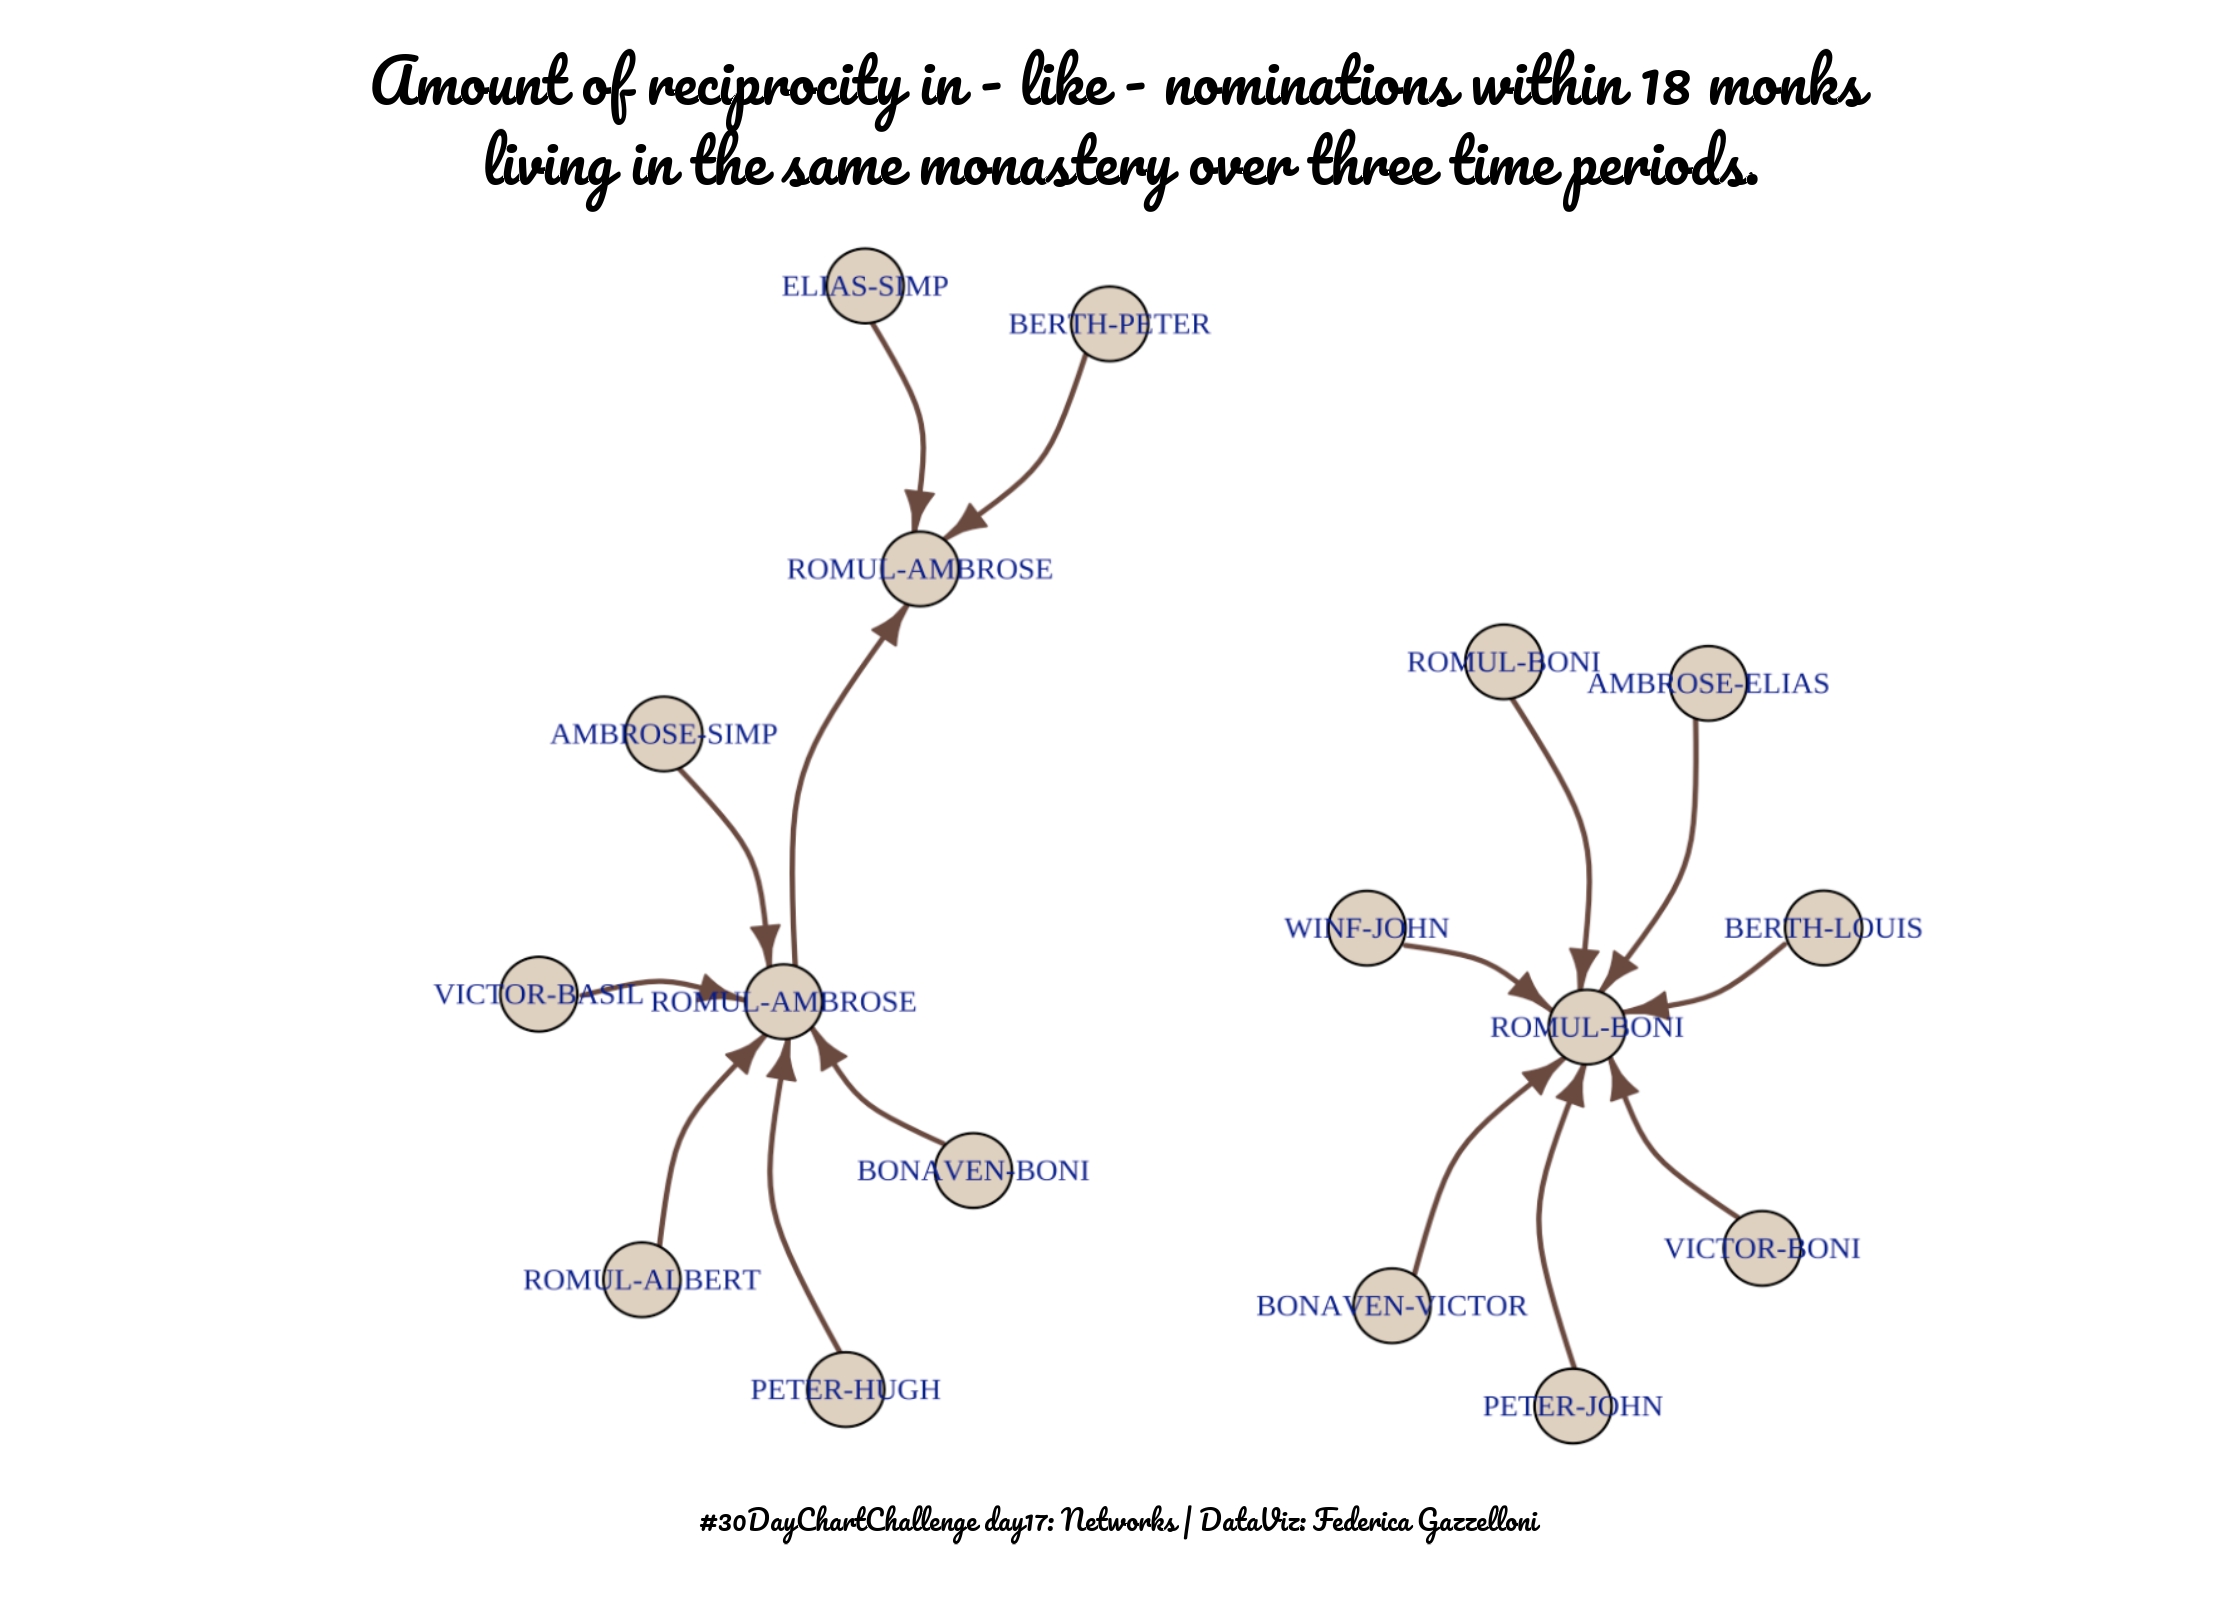 Amount of reciprocity in - like - nominations within 18 monks
living in the same monastery over three time periods.
ELIAS-SIMP
BERTH-PETER
ROMUL-AMBROSE
ROMUL-BONI
AMBROSE-ELIAS
AMBROSE-SIMP
WINF-JOHN
BERTH-LOUIS
VICTOR-BASIL
ROMUL-AMBROSE
ROMUL-BONI
BONAVEN-BONI
VICTOR-BONI
ROMUL-ALBERT
BONAVEN-VICTOR
PETER-HUGH
PETER-JOHN
#30DayChartChallenge day17: Networks | DataViz: Federica Gazzelloni